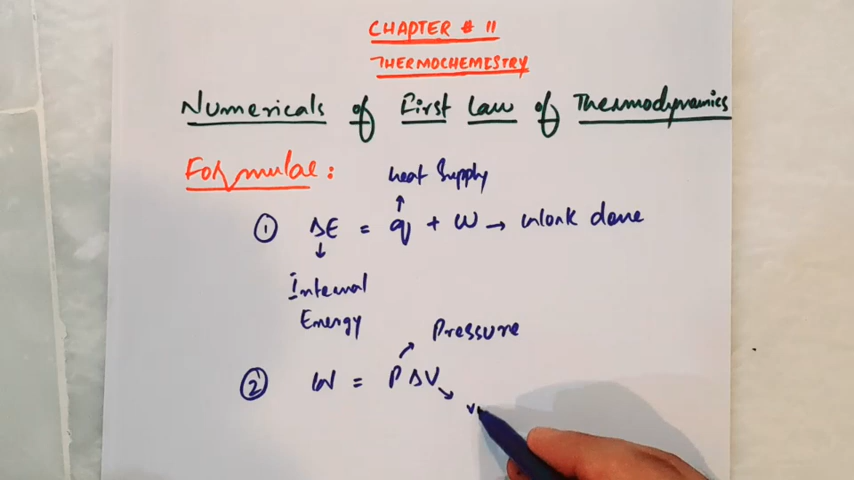 CHAPTER # 11
THERMOCHEMISTRY
Numericals of First Law of Thermodynamics
Formulae:
heat Supply
① ΔE = q + W → Work done
Internal
Energy
Pressure
② W = PΔV